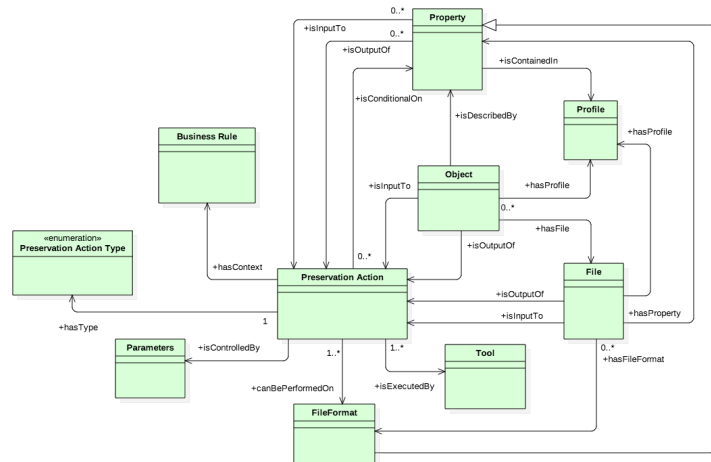 0..*
Property
+isInputTo
0..*
+isOutputOf
+isContainedIn
+isConditionalOn
Profile
+isDescribedBy
+hasProfile
Business Rule
Object
+isInputTo
+hasProfile
0..*
+hasFile
«enumeration»
Preservation Action Type
+isOutputOf
0..*
+hasContext
Preservation Action
File
+isOutputOf
+isInputTo
+hasProperty
1
+hasType
Parameters
+isControlledBy
1..*
1..*
Tool
0..*
+hasFileFormat
+canBePerformedOn
+isExecutedBy
FileFormat